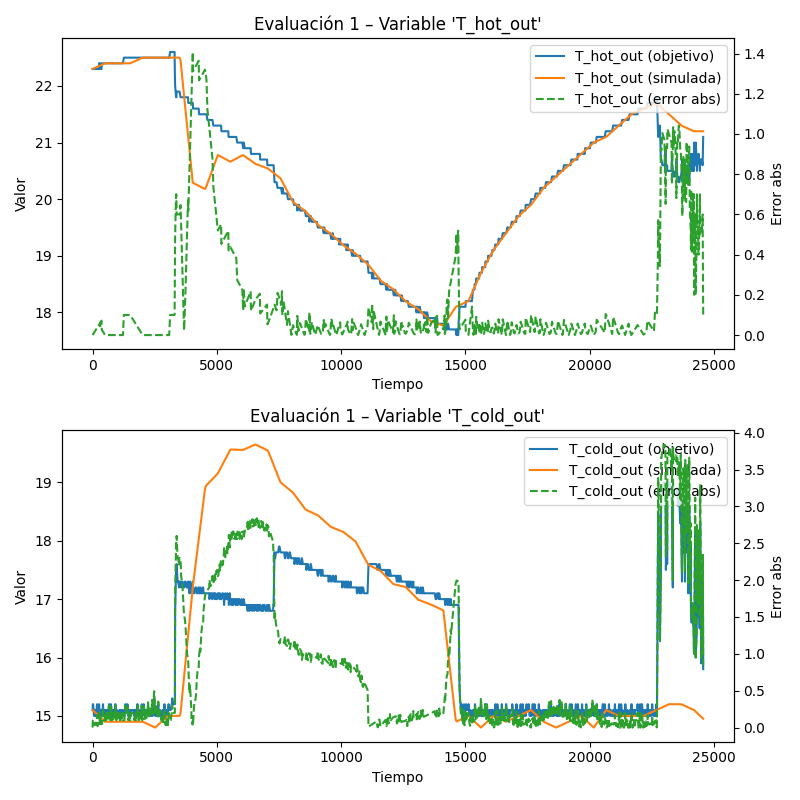 Evaluación 1 – Variable 'T_hot_out'
T_hot_out (objetivo)
T_hot_out (simulada)
T_hot_out (error abs)
Valor
22
21
20
19
18
1.4
1.2
1.0
0.8
0.6
0.4
0.2
0.0
Error abs
0 5000 10000 15000 20000 25000
Tiempo
Evaluación 1 – Variable 'T_cold_out'
T_cold_out (objetivo)
T_cold_out (simulada)
T_cold_out (error abs)
Valor
19
18
17
16
15
4.0
3.5
3.0
2.5
2.0
1.5
1.0
0.5
0.0
Error abs
0 5000 10000 15000 20000 25000
Tiempo